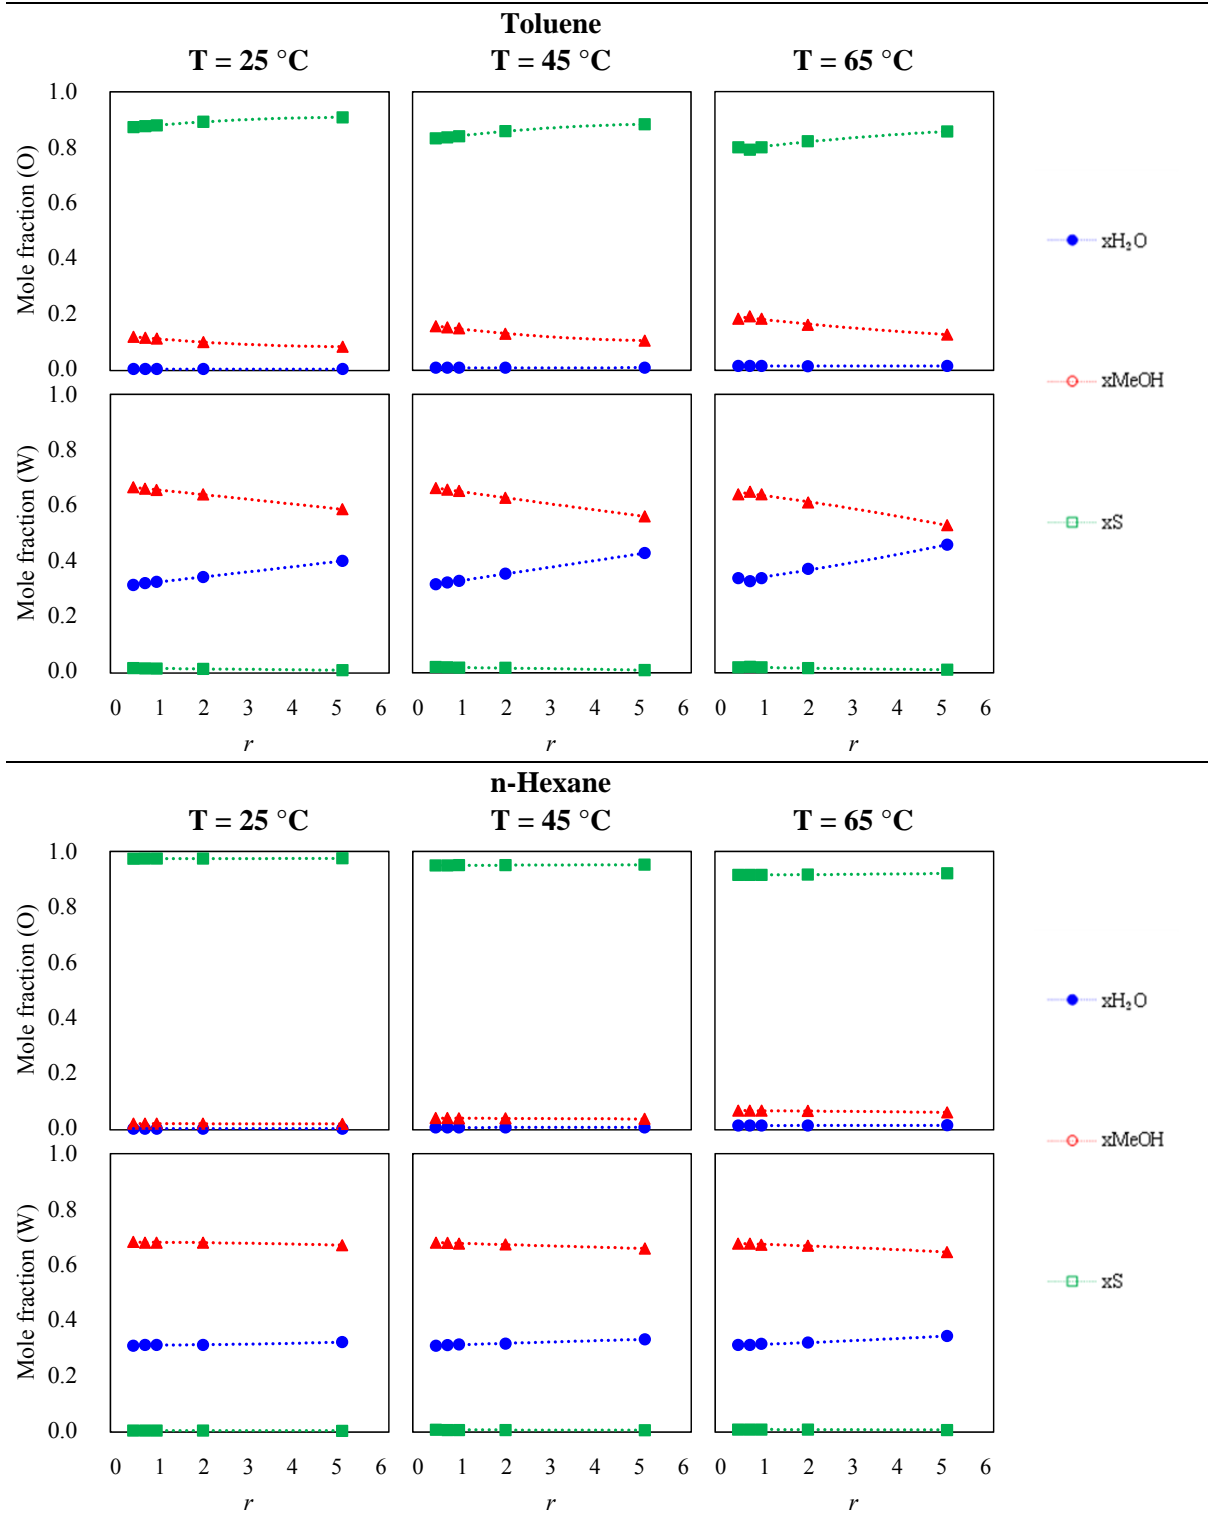 Toluene
T = 25 °C T = 45 °C T = 65 °C
Mole fraction (O)
1.0
0.8
0.6
0.4
0.2
0.0
xH₂O
xMeOH
xS
Mole fraction (W)
1.0
0.8
0.6
0.4
0.2
0.0
0 1 2 3 4 5 6 0 1 2 3 4 5 6 0 1 2 3 4 5 6
r r r
n-Hexane
T = 25 °C T = 45 °C T = 65 °C
Mole fraction (O)
1.0
0.8
0.6
0.4
0.2
0.0
xH₂O
xMeOH
xS
Mole fraction (W)
1.0
0.8
0.6
0.4
0.2
0.0
0 1 2 3 4 5 6 0 1 2 3 4 5 6 0 1 2 3 4 5 6
r r r